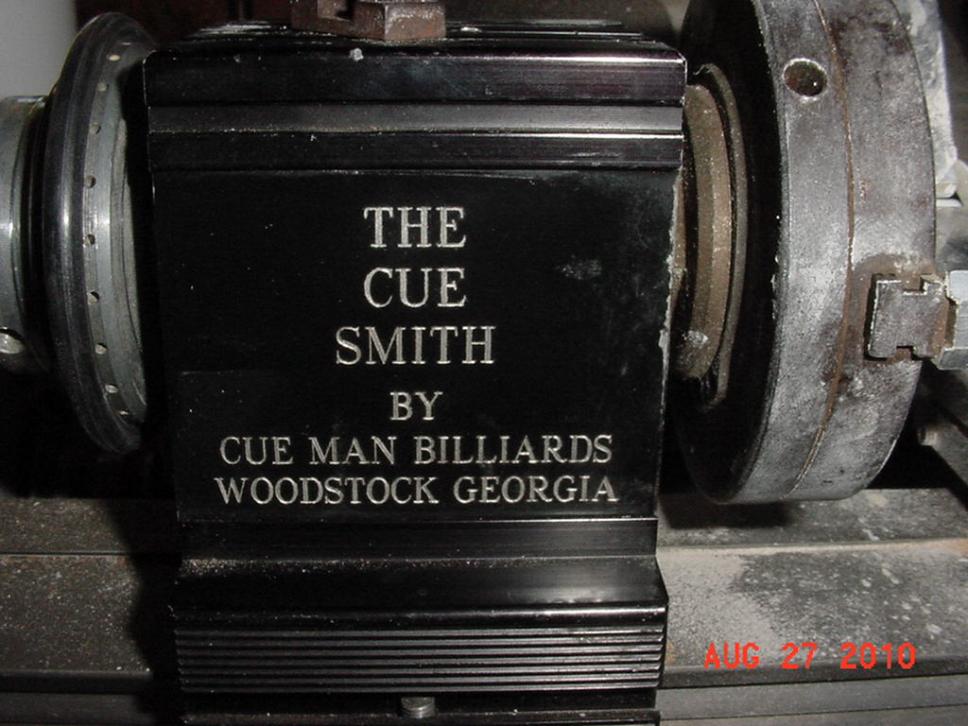 THE
CUE
SMITH
BY
CUE MAN BILLIARDS
WOODSTOCK GEORGIA
AUG 27 2010